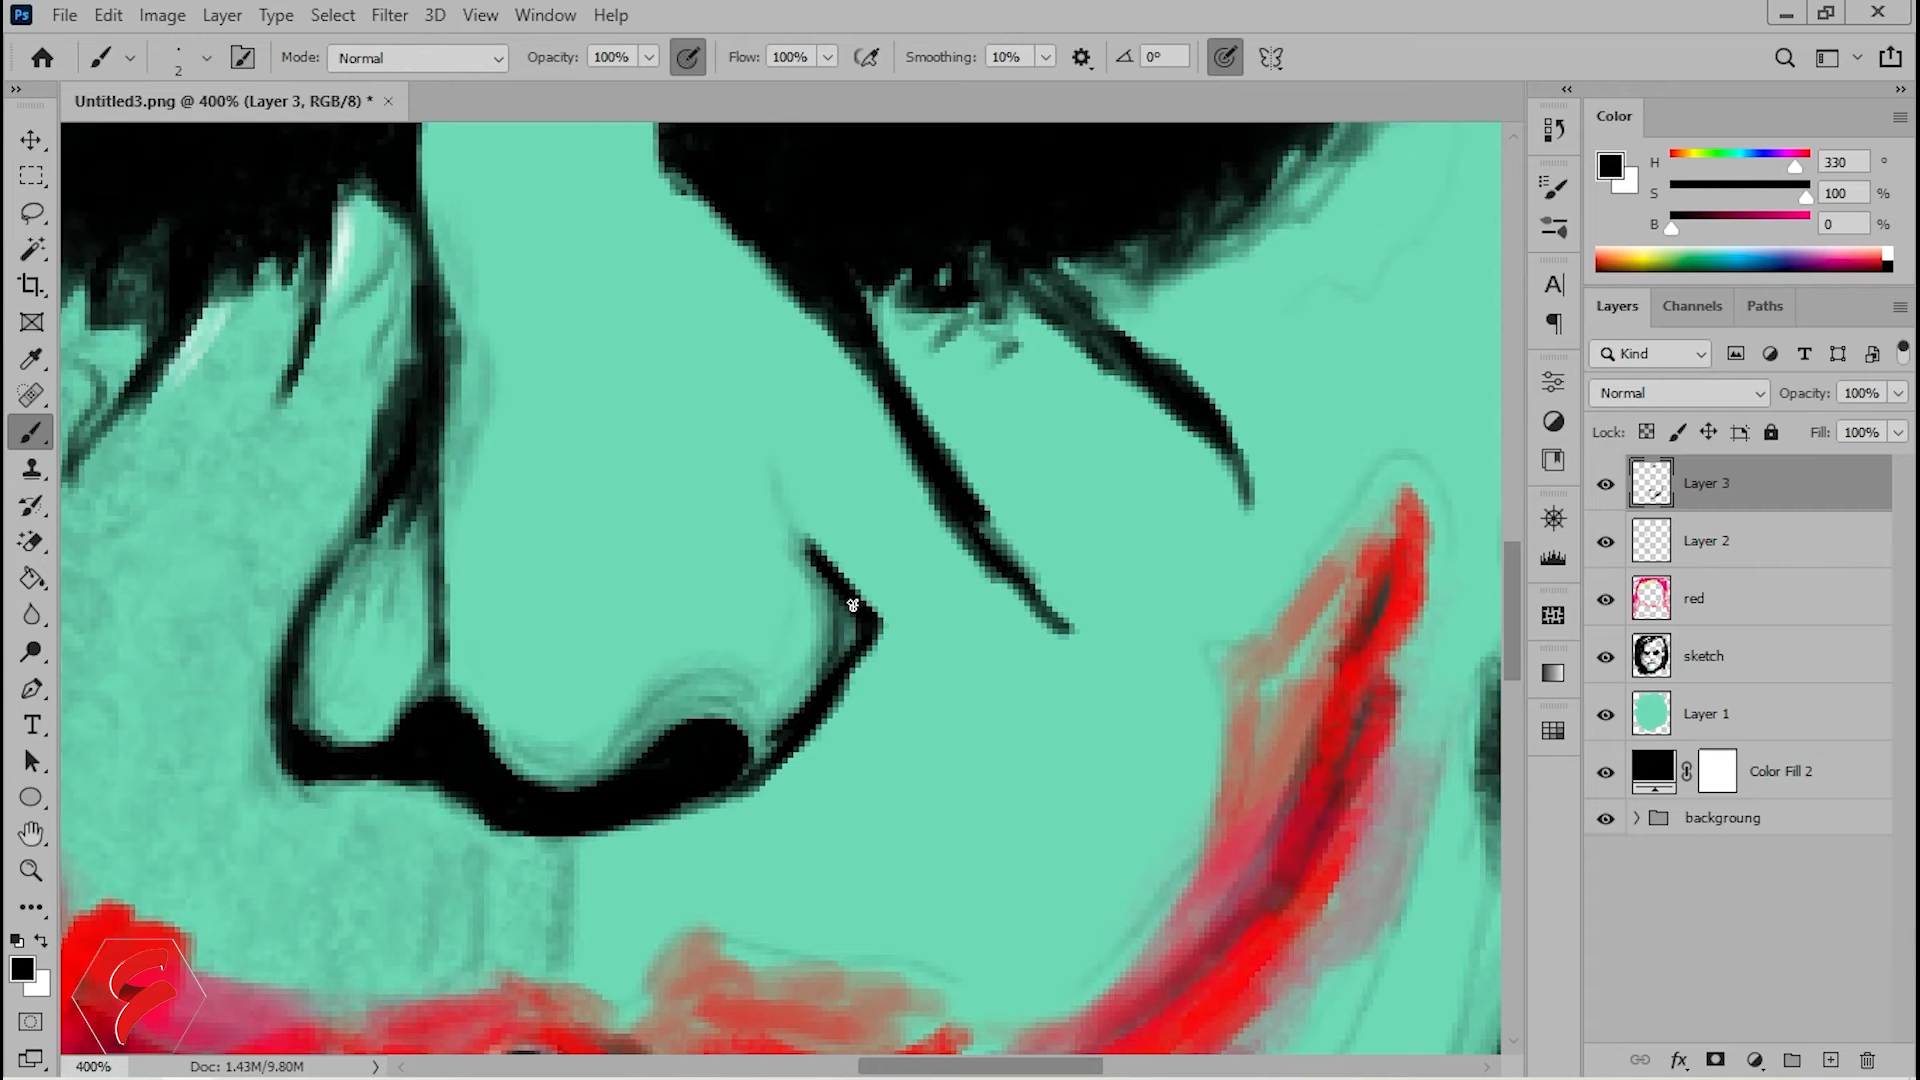 Ps File Edit Image Layer Type Select Filter 3D View Window Help
2 Mode: Normal Opacity: 100% Flow: 100% Smoothing: 10% 0°
Untitled3.png @ 400% (Layer 3, RGB/8) * ×
Color
H 330 °
S 100 %
B 0 %
Layers Channels Paths
Kind
Normal Opacity: 100%
Lock: Fill: 100%
Layer 3
Layer 2
red
sketch
Layer 1
Color Fill 2
backgroung
400% Doc: 1.43M/9.80M